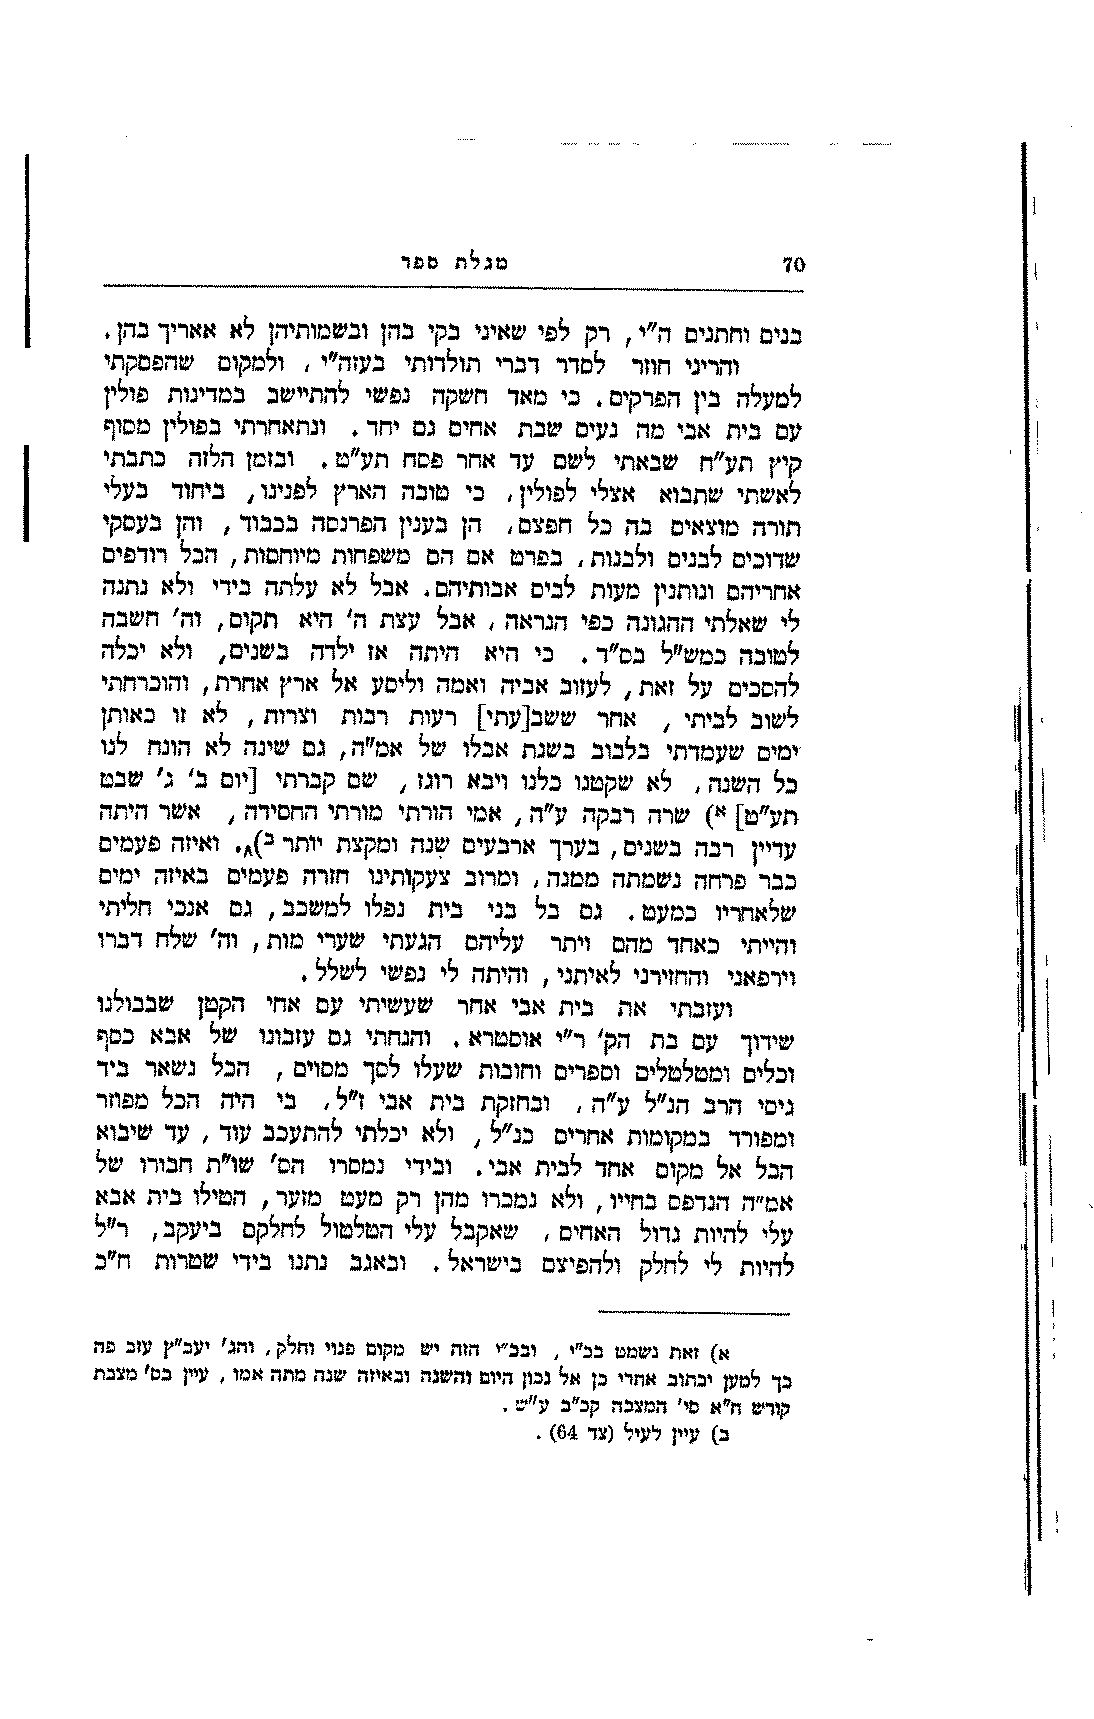 70 מגלת ספר
בנים וחתנים ה"י, רק לפי שאיני בקי בהן ובשמותיהן לא אאריך בהן.
והריני חוזר לסדר דברי תולדותי בעזה"י, ולמקום שהפסקתי
למעלה בין הפרקים. כי מאד חשקה נפשי להתיישב במדינות פולין
עם בית אבי מה נעים שבת אחים גם יחד. ונתאחרתי בפולין מסוף
קיץ תע"ח שבאתי לשם עד אחר פסח תע"ט. ובזמן הלזה כתבתי
לאשתי שתבוא אצלי לפולין, כי טובה הארץ לפנינו, ביחוד בעלי
תורה מוצאים בה כל חפצם, הן בענין הפרנסה בכבוד, והן בעסקי
שדוכים לבנים ולבנות, בפרט אם הם משפחות מיוחסות, הכל רודפים
אחריהם ונותנין מעות לבים אבותיהם. אבל לא עלתה בידי ולא נתנה
לי שאלתי ההגונה כפי הנראה, אבל עצת ה' היא תקום, וה' חשבה
לטובה כמש"ל בס"ד. כי היא היתה אז ילדה בשנים, ולא יכלה
להסכים על זאת, לעזוב אביה ואמה וליסע אל ארץ אחרת, והוכרחתי
לשוב לביתי, אחר ששב[עתי] רעות רבות וצרות, לא זו באותן
ימים שעמדתי בלבוב בשנת אבלו של אמ"ה, גם שינה לא הונח לנו
כל השנה, לא שקטנו כלנו ויבא רוגז, שם קברתי [יום ב' ג' שבט
תע"ט] א) שרה רבקה ע"ה, אמי הורתי מורתי החסידה, אשר היתה
עדיין רבה בשנים, בערך ארבעים שנה ומקצת יותר ב). ואיזה פעמים
כבר פרחה נשמתה ממנה, ומרוב צעקותינו חזרה פעמים באיזה ימים
שלאחריו כמעט. גם כל בני בית נפלו למשכב, גם אנכי חליתי
והייתי כאחד מהם ויתר עליהם הגעתי שערי מות, וה' שלח דברו
וירפאני והחזירני לאיתני, והיתה לי נפשי לשלל.
ועזבתי את בית אבי אחר שעשיתי עם אחי הקטן שבכולנו
שידוך עם בת הק' ר"י אוסטרא. והנחתי גם עזבונו של אבא כסף
וכלים ומטלטלים וספרים וחובות שעלו לסך מסוים, הכל נשאר ביד
גיסי הרב הנ"ל ע"ה, ובחזקת בית אבי ז"ל, כי היה הכל מפוזר
ומפורד במקומות אחרים כנ"ל, ולא יכלתי להתעכב עוד, עד שיבוא
הכל אל מקום אחד לבית אבי. ובידי נמסרו הס' שו"ת חבורו של
אמ"ה הנדפס בחייו, ולא נמכרו מהן רק מעט מזער, הטילו בית אבא
עלי להיות גדול האחים, שאקבל עלי הטלטול לחלקם ביעקב, ר"ל
להיות לי לחלק ולהפיצם בישראל. ובאגב נתנו בידי שטרות ח"כ
א) זאת נשמט בכ"י, ובכ"י הזה יש מקום פנוי וחלק, והג' יעב"ץ עזב פה
כך למען יכתוב אחרי כן אל נכון היום והשנה ובאיזה שנה מתה אמו, עיין בס' מצבת
קודש ח"א סי' המצבה קכ"ב ע"ש.
ב) עיין לעיל (צד 64).